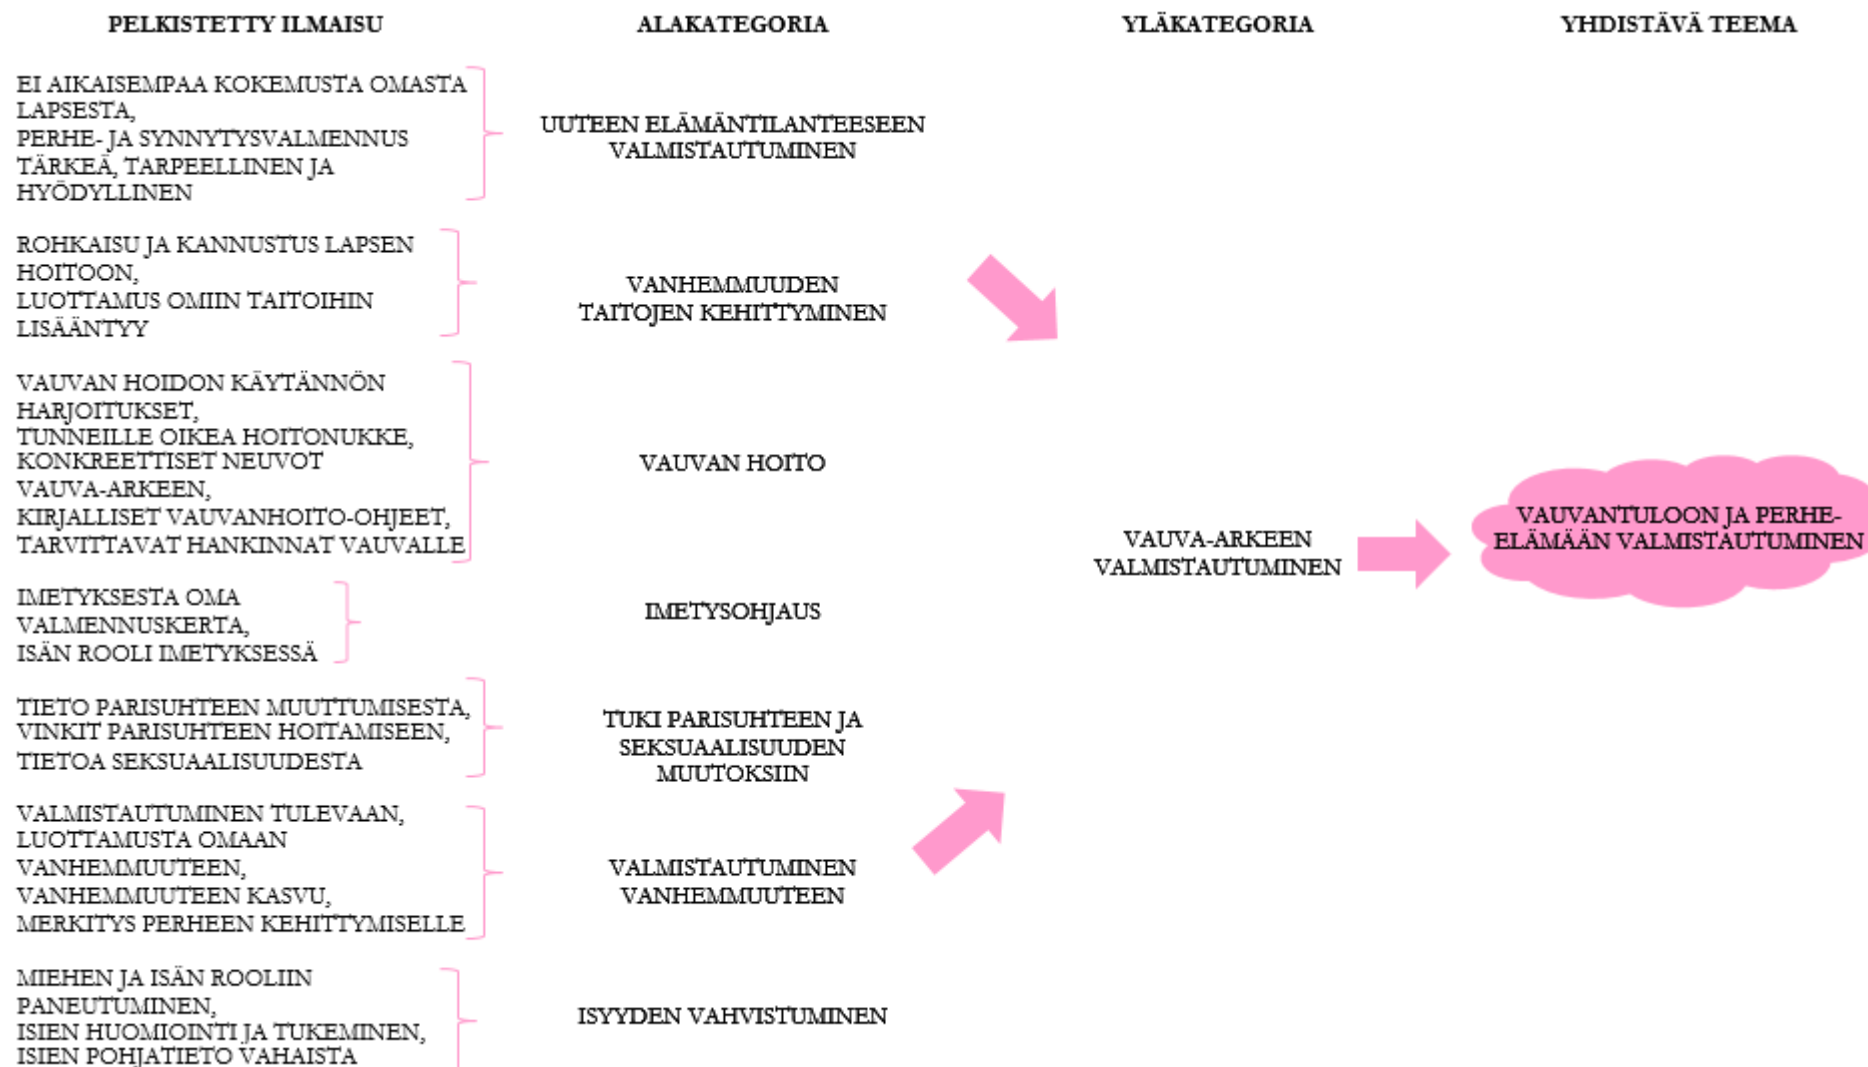 PELKISTETTY ILMAISU
ALAKATEGORIA
YLÄKATEGORIA
YHDISTÄVÄ TEEMA
EI AIKAISEMPAA KOKEMUSTA OMASTA
LAPSESTA,
PERHE- JA SYNNYTYSVALMENNUS
TÄRKEÄ, TARPEELLINEN JA
HYÖDYLLINEN
UUTEEN ELÄMÄNTILANTEESEEN
VALMISTAUTUMINEN
ROHKAISU JA KANNUSTUS LAPSEN
HOITOON,
LUOTTAMUS OMIIN TAITOIHIN
LISÄÄNTYY
VANHEMMUUDEN
TAITOJEN KEHITTYMINEN
VAUVAN HOIDON KÄYTÄNNÖN
HARJOITUKSET,
TUNNEILLE OIKEA HOITONUKKE,
KONKREETTISET NEUVOT
VAUVA-ARKEEN,
KIRJALLISET VAUVANHOITO-OHJEET,
TARVITTAVAT HANKINNAT VAUVALLE
VAUVAN HOITO
IMETYKSESTA OMA
VALMENNUSKERTA,
ISÄN ROOLI IMETYKSESSÄ
IMETYSOHJAUS
TIETO PARISUHTEEN MUUTTUMISESTA,
VINKIT PARISUHTEEN HOITAMISEEN,
TIETOA SEKSUAALISUUDESTA
TUKI PARISUHTEEN JA
SEKSUAALISUUDEN
MUUTOKSIIN
VALMISTAUTUMINEN TULEVAAN,
LUOTTAMUSTA OMAAN
VANHEMMUUTEEN,
VANHEMMUUTEEN KASVU,
MERKITYS PERHEEN KEHITTYMISELLE
VALMISTAUTUMINEN
VANHEMMUUTEEN
MIEHEN JA ISÄN ROOLIIN
PANEUTUMINEN,
ISIEN HUOMIOINTI JA TUKEMINEN,
ISIEN POHJATIETO VAHAISTA
ISYYDEN VAHVISTUMINEN
VAUVA-ARKEEN
VALMISTAUTUMINEN
VAUVANTULOON JA PERHE-
ELÄMÄÄN VALMISTAUTUMINEN